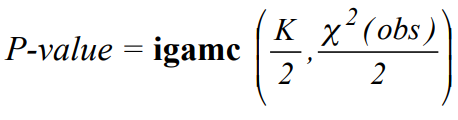 P-value = igamc (K/2, χ²(obs)/2)